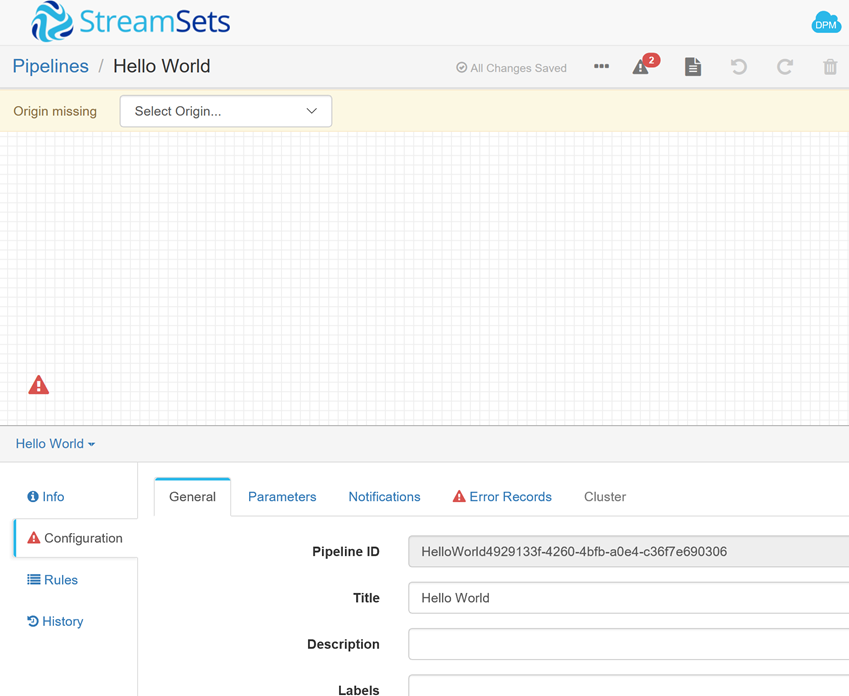 StreamSets
DPM
Pipelines / Hello World
All Changes Saved
2
Origin missing
Select Origin...
Hello World
Info
Configuration
Rules
History
General
Parameters
Notifications
Error Records
Cluster
Pipeline ID
HelloWorld4929133f-4260-4bfb-a0e4-c36f7e690306
Title
Hello World
Description
Labels